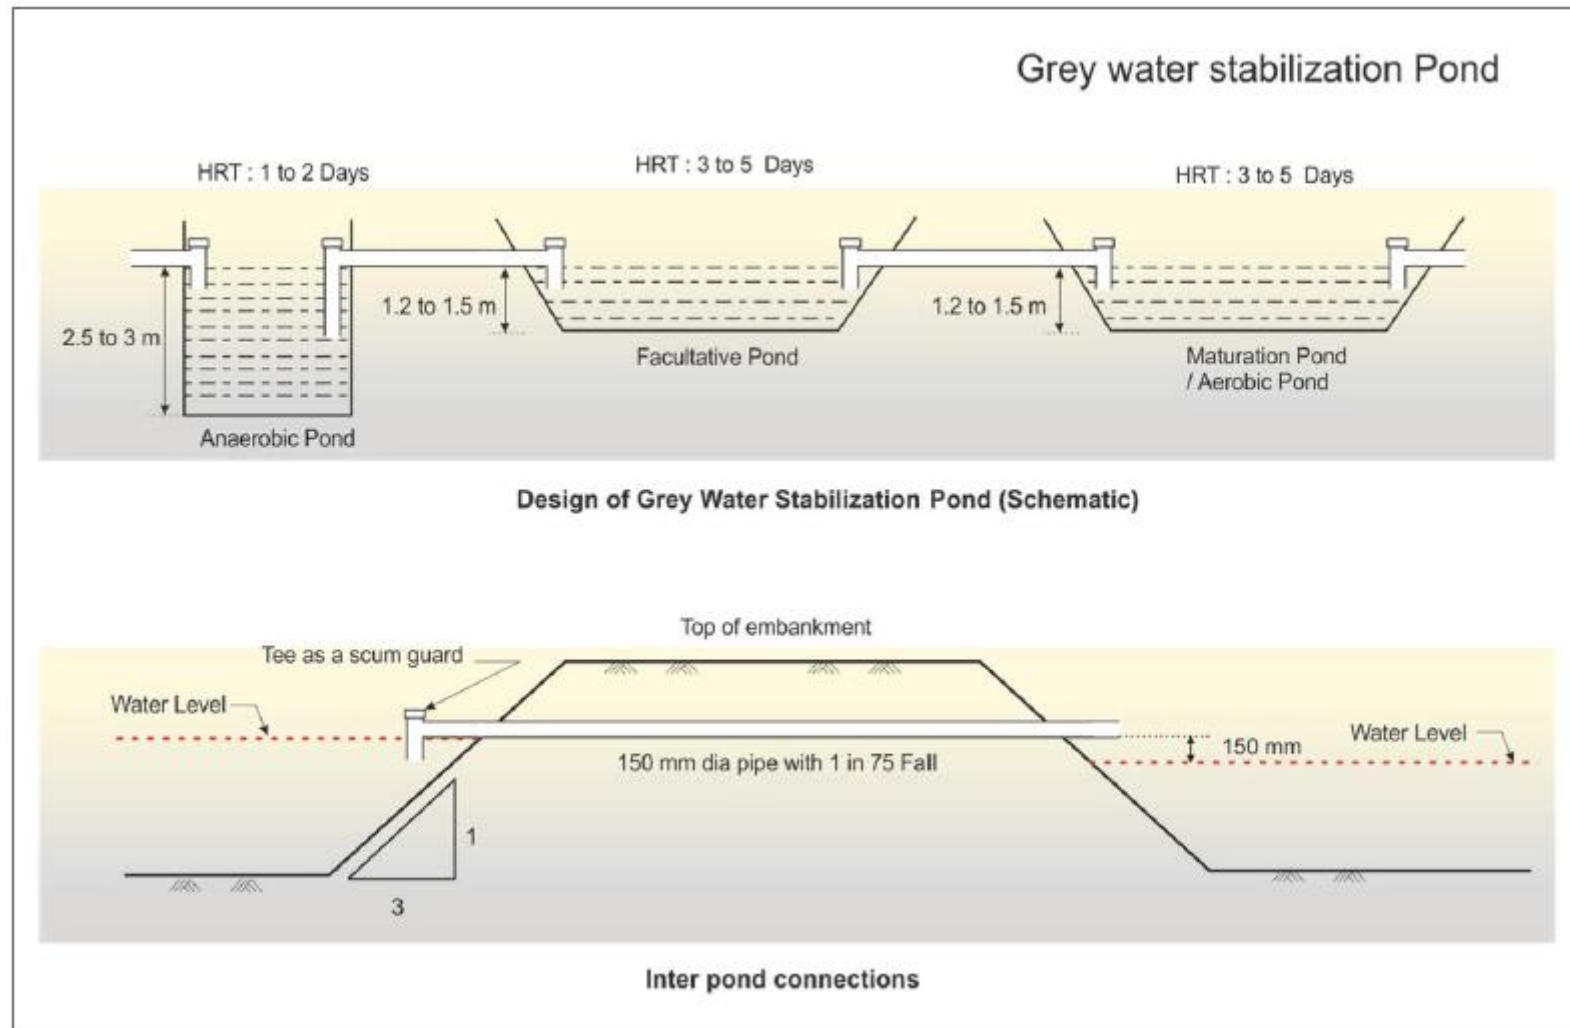 Grey water stabilization Pond
HRT : 1 to 2 Days
HRT : 3 to 5 Days
HRT : 3 to 5 Days
2.5 to 3 m
1.2 to 1.5 m
1.2 to 1.5 m
Anaerobic Pond
Facultative Pond
Maturation Pond
/ Aerobic Pond
Design of Grey Water Stabilization Pond (Schematic)
Top of embankment
Tee as a scum guard
Water Level
150 mm dia pipe with 1 in 75 Fall
150 mm
Water Level
1
3
Inter pond connections